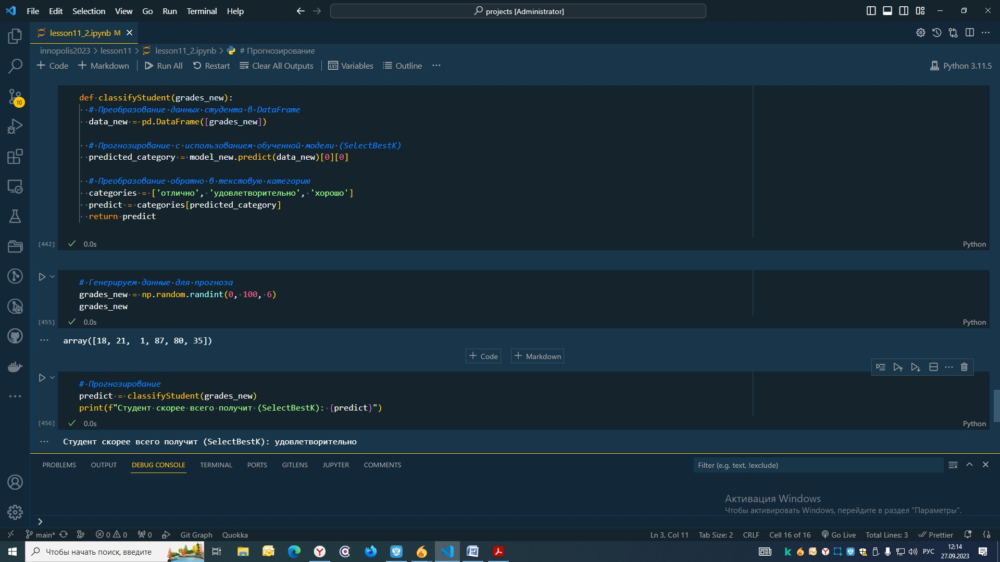 File Edit Selection View Go Run Terminal Help
projects [Administrator]
lesson11_2.ipynb M
innopolis2023 > lesson11 > lesson11_2.ipynb > # Прогнозирование
Code Markdown Run All Restart Clear All Outputs Variables Outline ... Python 3.11.5
def classifyStudent(grades_new):
# Преобразование данных студента в DataFrame
data_new = pd.DataFrame([grades_new])
# Прогнозирование с использованием обученной модели (SelectBestK)
predicted_category = model_new.predict(data_new)[0][0]
# Преобразование обратно в текстовую категорию
categories = ['отлично', 'удовлетворительно', 'хорошо']
predict = categories[predicted_category]
return predict
[442] 0.0s Python
# Генерируем данные для прогноза
grades_new = np.random.randint(0, 100, 6)
grades_new
[455] 0.0s Python
array([18, 21,  1, 87, 80, 35])
Code Markdown
# Прогнозирование
predict = classifyStudent(grades_new)
print(f"Студент скорее всего получит (SelectBestK): {predict}")
[456] 0.0s Python
Студент скорее всего получит (SelectBestK): удовлетворительно
PROBLEMS OUTPUT DEBUG CONSOLE TERMINAL PORTS GITLENS JUPYTER COMMENTS
Filter (e.g. text, !exclude)
Активация Windows
Чтобы активировать Windows, перейдите в раздел "Параметры".
10
main* 0 0 0 Git Graph Quokka Ln 3, Col 11 Tab Size: 2 CRLF Cell 16 of 16 Go Live Total Lines: 3 Prettier
Чтобы начать поиск, введите
РУС
12:14
27.09.2023